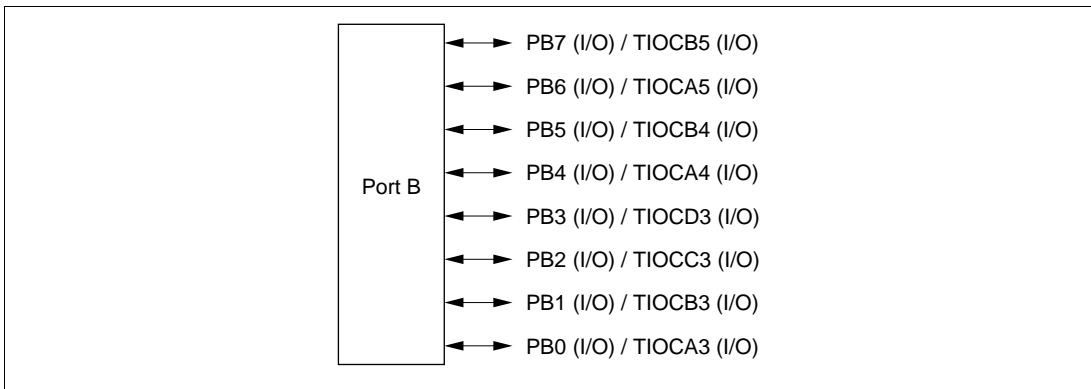 PB7 (I/O) / TIOCB5 (I/O)
PB6 (I/O) / TIOCA5 (I/O)
PB5 (I/O) / TIOCB4 (I/O)
PB4 (I/O) / TIOCA4 (I/O)
Port B
PB3 (I/O) / TIOCD3 (I/O)
PB2 (I/O) / TIOCC3 (I/O)
PB1 (I/O) / TIOCB3 (I/O)
PB0 (I/O) / TIOCA3 (I/O)